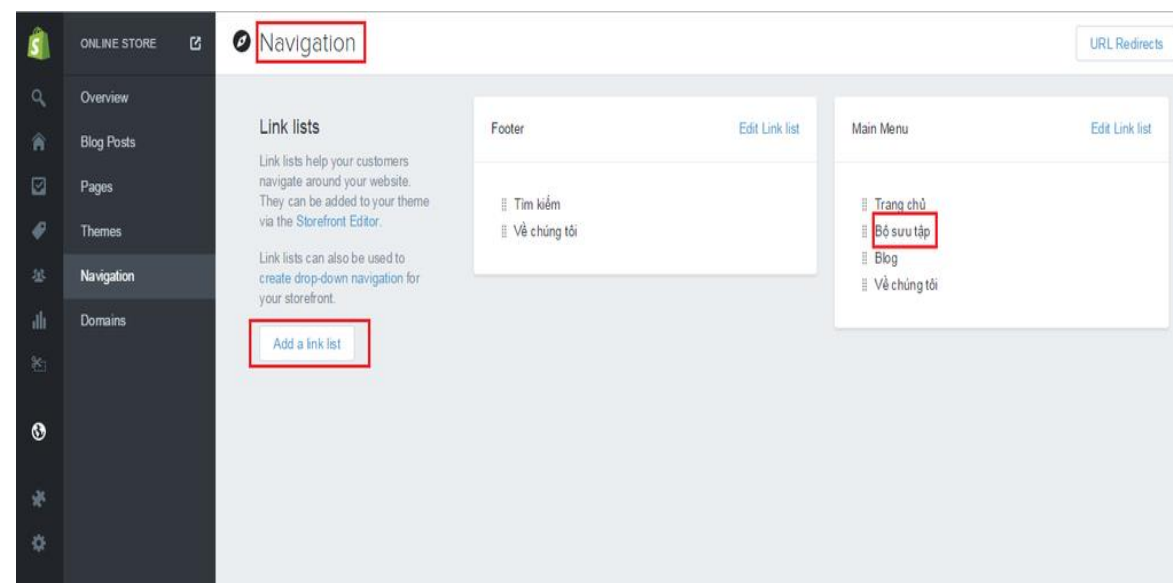 ONLINE STORE
Overview
Blog Posts
Pages
Themes
Navigation
Domains
Navigation
URL Redirects
Link lists
Link lists help your customers
navigate around your website.
They can be added to your theme
via the Storefront Editor.
Link lists can also be used to
create drop-down navigation for
your storefront.
Add a link list
Footer
Edit Link list
Tìm kiếm
Về chúng tôi
Main Menu
Edit Link list
Trang chủ
Bộ sưu tập
Blog
Về chúng tôi